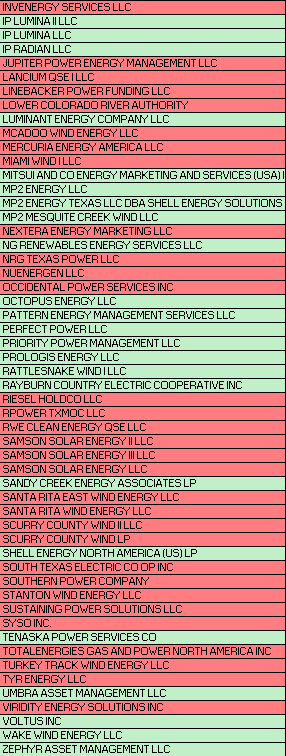 INVENERGY SERVICES LLC
IP LUMINA II LLC
IP LUMINA LLC
IP RADIAN LLC
JUPITER POWER ENERGY MANAGEMENT LLC
LANCIUM QSE I LLC
LINEBACKER POWER FUNDING LLC
LOWER COLORADO RIVER AUTHORITY
LUMINANT ENERGY COMPANY LLC
MCADOO WIND ENERGY LLC
MERCURIA ENERGY AMERICA LLC
MIAMI WIND I LLC
MITSUI AND CO ENERGY MARKETING AND SERVICES (USA) I
MP2 ENERGY LLC
MP2 ENERGY TEXAS LLC DBA SHELL ENERGY SOLUTIONS
MP2 MESQUITE CREEK WIND LLC
NEXTERA ENERGY MARKETING LLC
NG RENEWABLES ENERGY SERVICES LLC
NRG TEXAS POWER LLC
NUENERGEN LLC
OCCIDENTAL POWER SERVICES INC
OCTOPUS ENERGY LLC
PATTERN ENERGY MANAGEMENT SERVICES LLC
PERFECT POWER LLC
PRIORITY POWER MANAGEMENT LLC
PROLOGIS ENERGY LLC
RATTLESNAKE WIND I LLC
RAYBURN COUNTRY ELECTRIC COOPERATIVE INC
RIESEL HOLDCO LLC
RPOWER TXMOC LLC
RWE CLEAN ENERGY QSE LLC
SAMSON SOLAR ENERGY II LLC
SAMSON SOLAR ENERGY III LLC
SAMSON SOLAR ENERGY LLC
SANDY CREEK ENERGY ASSOCIATES LP
SANTA RITA EAST WIND ENERGY LLC
SANTA RITA WIND ENERGY LLC
SCURRY COUNTY WIND II LLC
SCURRY COUNTY WIND LP
SHELL ENERGY NORTH AMERICA (US) LP
SOUTH TEXAS ELECTRIC CO OP INC
SOUTHERN POWER COMPANY
STANTON WIND ENERGY LLC
SUSTAINING POWER SOLUTIONS LLC
SYSO INC.
TENASKA POWER SERVICES CO
TOTALENERGIES GAS AND POWER NORTH AMERICA INC
TURKEY TRACK WIND ENERGY LLC
TYR ENERGY LLC
UMBRA ASSET MANAGEMENT LLC
VIRIDITY ENERGY SOLUTIONS INC
VOLTUS INC
WAKE WIND ENERGY LLC
ZEPHYR ASSET MANAGEMENT LLC